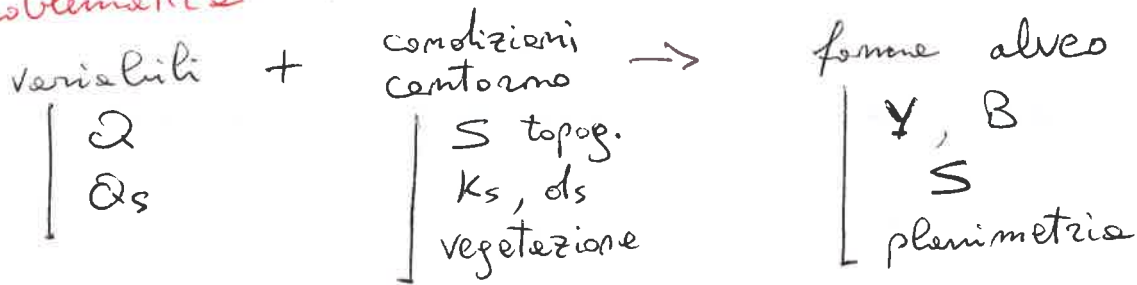 variabili + condizioni contorno → forme alveo
Q
Qs
S topog.
Ks, ds
vegetazione
Y, B
S
planimetria